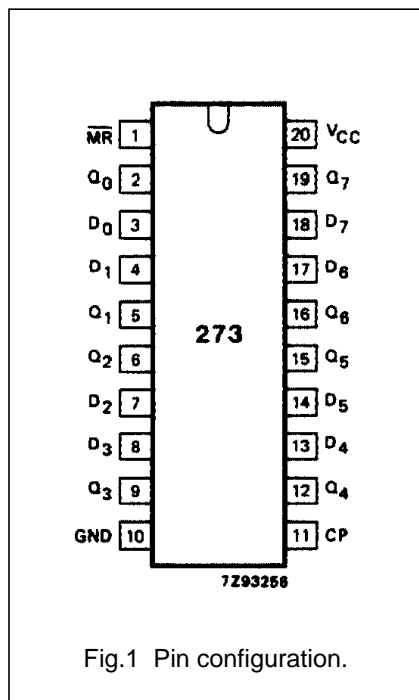 M̅R̅ 1 20 VCC
Q0 2 19 Q7
D0 3 18 D7
D1 4 17 D6
Q1 5 16 Q6
273
Q2 6 15 Q5
D2 7 14 D5
D3 8 13 D4
Q3 9 12 Q4
GND 10 11 CP
7Z93256
Fig.1 Pin configuration.